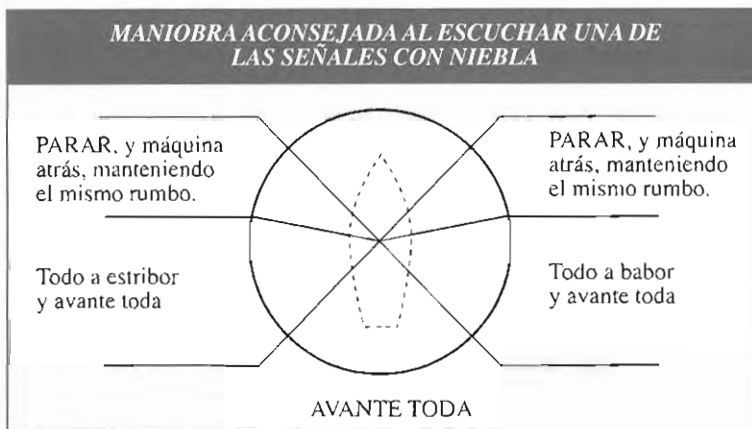 MANIOBRA ACONSEJADA AL ESCUCHAR UNA DE
LAS SEÑALES CON NIEBLA
PARAR, y máquina
atrás, manteniendo
el mismo rumbo.
PARAR, y máquina
atrás, manteniendo
el mismo rumbo.
Todo a estribor
y avante toda
Todo a babor
y avante toda
AVANTE TODA